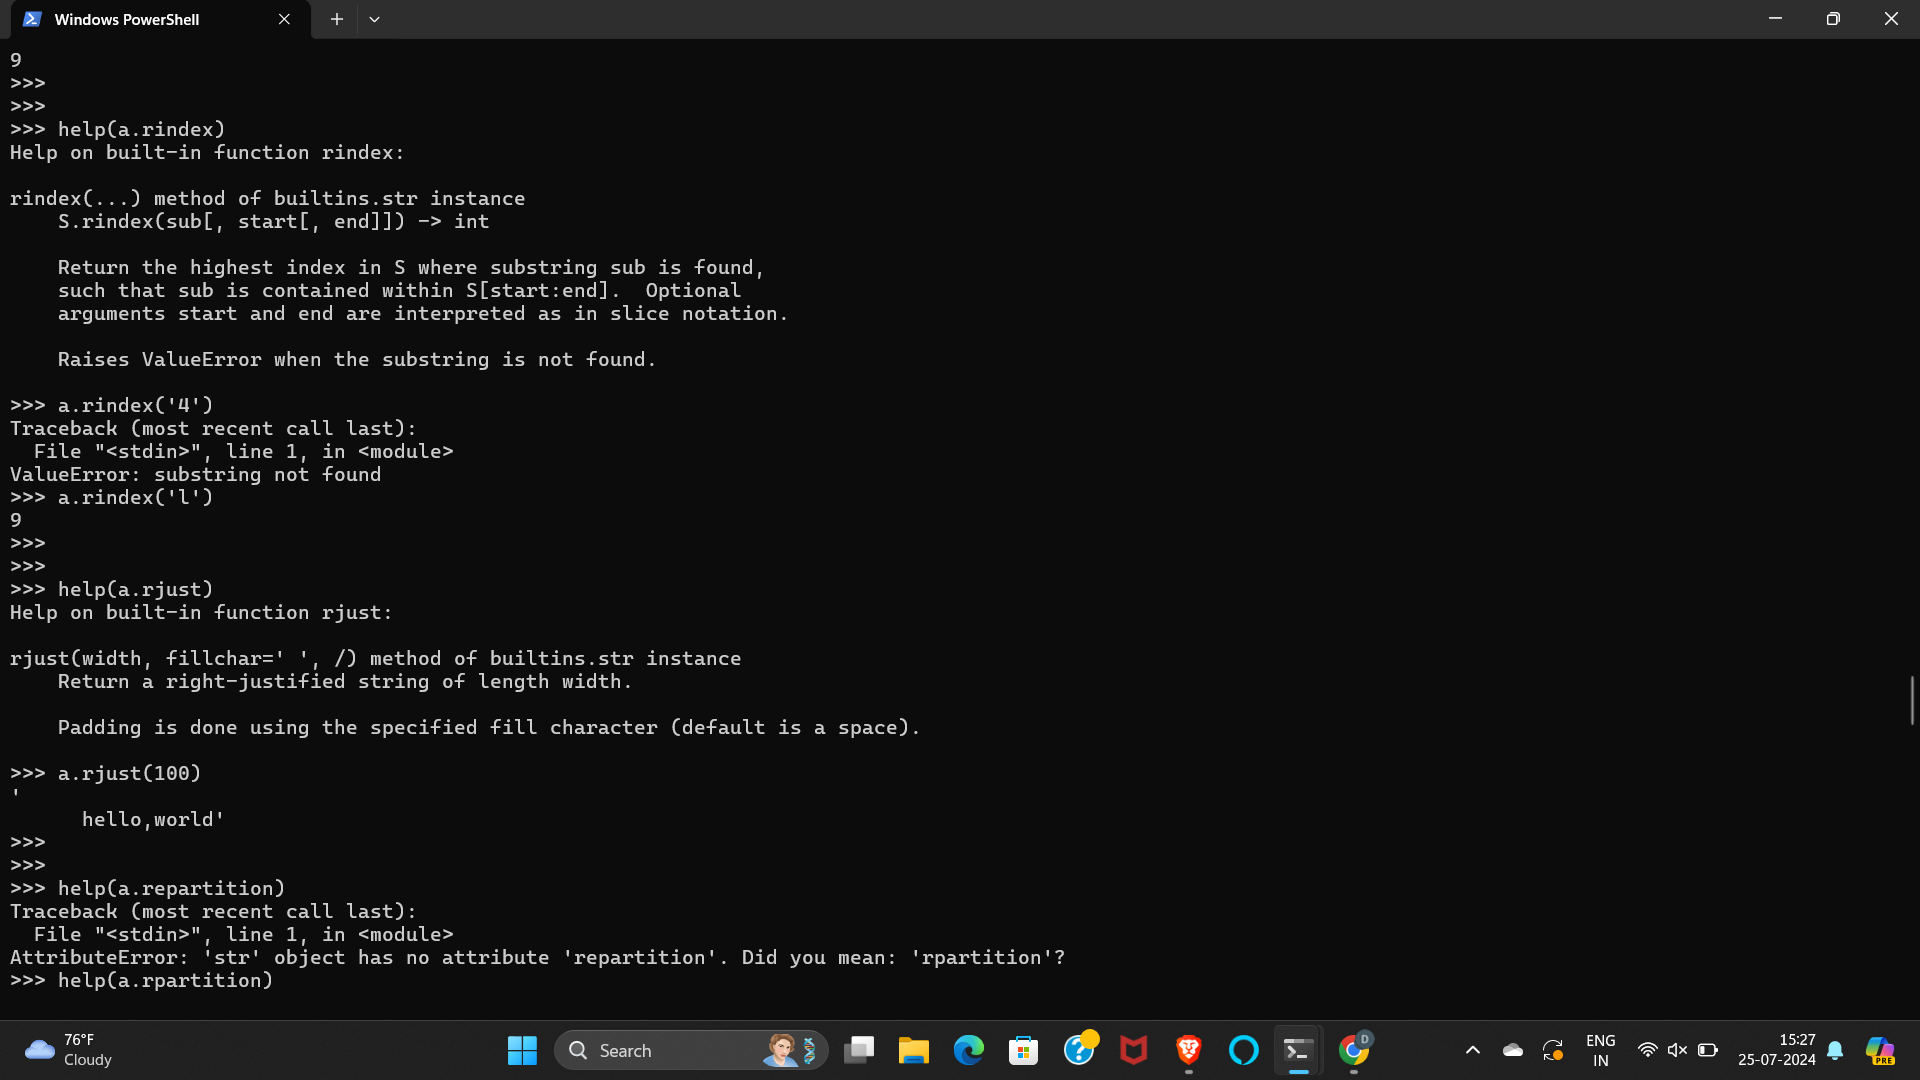 Windows PowerShell
9
>>>
>>>
>>> help(a.rindex)
Help on built-in function rindex:

rindex(...) method of builtins.str instance
    S.rindex(sub[, start[, end]]) -> int

    Return the highest index in S where substring sub is found,
    such that sub is contained within S[start:end].  Optional
    arguments start and end are interpreted as in slice notation.

    Raises ValueError when the substring is not found.

>>> a.rindex('4')
Traceback (most recent call last):
  File "<stdin>", line 1, in <module>
ValueError: substring not found
>>> a.rindex('l')
9
>>>
>>>
>>> help(a.rjust)
Help on built-in function rjust:

rjust(width, fillchar=' ', /) method of builtins.str instance
    Return a right-justified string of length width.

    Padding is done using the specified fill character (default is a space).

>>> a.rjust(100)
'
      hello,world'
>>>
>>>
>>> help(a.repartition)
Traceback (most recent call last):
  File "<stdin>", line 1, in <module>
AttributeError: 'str' object has no attribute 'repartition'. Did you mean: 'rpartition'?
>>> help(a.rpartition)
76°F
Cloudy
Search
D
ENG
IN
15:27
25-07-2024
PRE